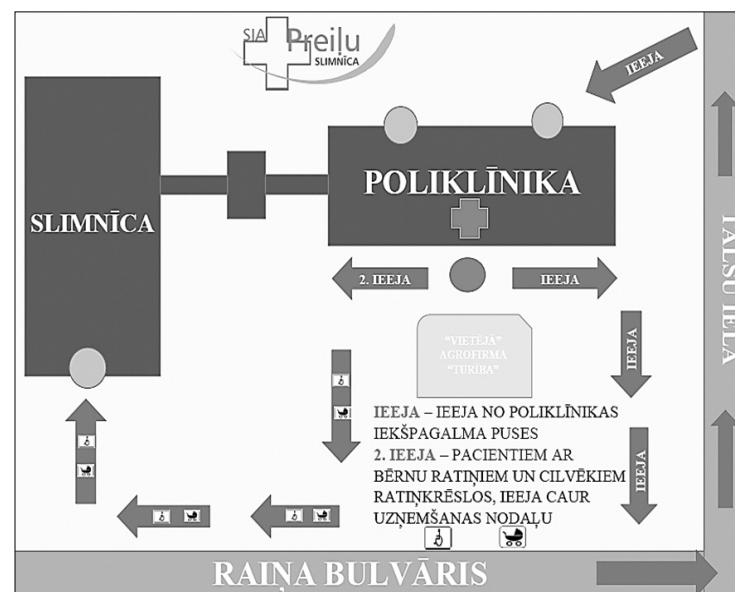 SIA Preiļu
SLIMNĪCA
IEEJA
POLIKLĪNIKA
SLIMNĪCA
2. IEEJA
IEEJA
TALSU IELA
"VIETĒJĀ"
AGROFIRMA
"TURĪBA"
IEEJA
IEEJA – IEEJA NO POLIKLĪNIKAS
IEKŠPAGALMA PUSES
2. IEEJA – PACIENTIEM AR
BĒRNU RATIŅIEM UN CILVĒKIEM
RATIŅKRĒSLOS, IEEJA CAUR
UZŅEMŠANAS NODAĻU
IEEJA
RAIŅA BULVĀRIS